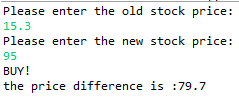 Please enter the old stock price:
15.3
Please enter the new stock price:
95
BUY!
the price difference is :79.7